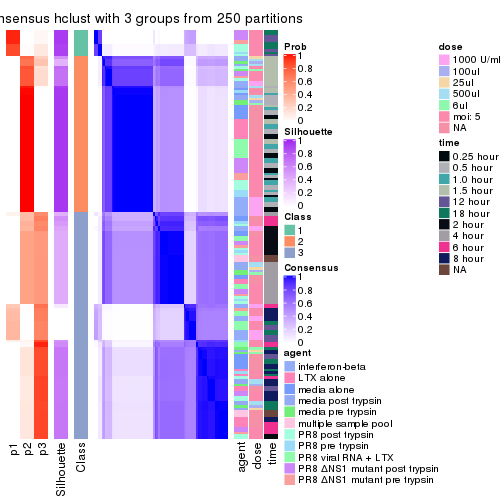 nsensus hclust with 3 groups from 250 partitions
Prob
1
0.8
0.6
0.4
0.2
0
Silhouette
1
0.8
0.6
0.4
0.2
0
Class
1
2
3
Consensus
1
0.8
0.6
0.4
0.2
0
agent
interferon-beta
LTX alone
media alone
media post trypsin
media pre trypsin
multiple sample pool
PR8 post trypsin
PR8 pre trypsin
PR8 viral RNA + LTX
PR8 ΔNS1 mutant post trypsin
PR8 ΔNS1 mutant pre trypsin
dose
1000 U/ml
100ul
25ul
500ul
6ul
moi: 5
NA
time
0.25 hour
0.5 hour
1.0 hour
1.5 hour
12 hour
18 hour
2 hour
4 hour
6 hour
8 hour
NA
p1
p2
p3
Silhouette
Class
agent
dose
time